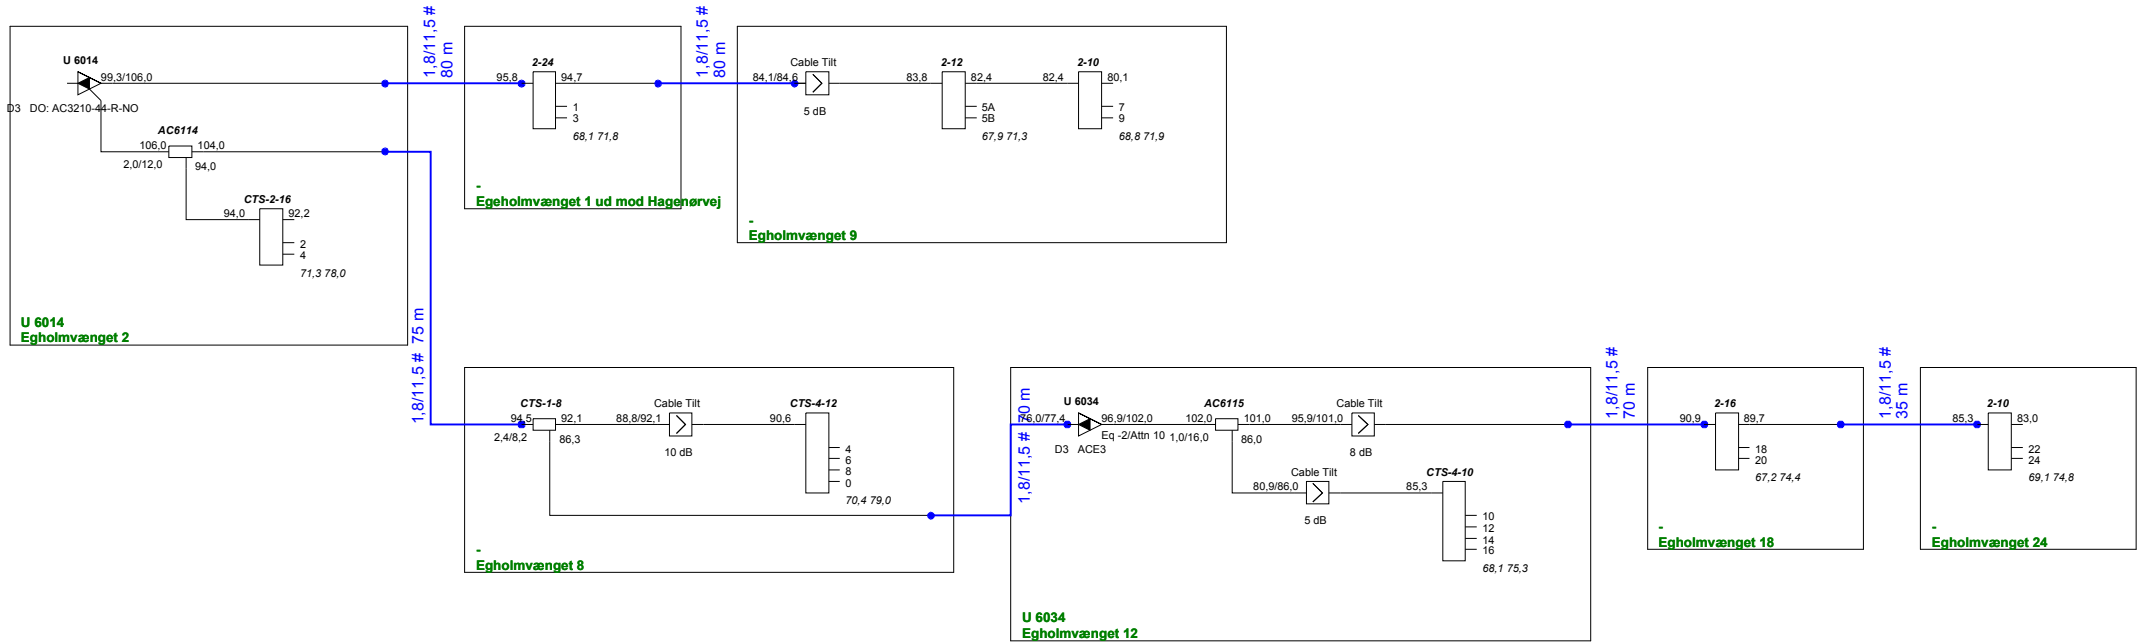 U 6014
99,3/106,0
D3 DO: AC3210-44-R-NO
AC6114
106,0
104,0
2,0/12,0
94,0
CTS-2-16
94,0
92,2
2
4
71,3 78,0
U 6014
Egholmvænget 2
1,8/11,5 #
80 m
2-24
95,8
94,7
1
3
68,1 71,8
-
Egeholmvænget 1 ud mod Hagenørvej
1,8/11,5 #
80 m
84,1/84,6
Cable Tilt
5 dB
2-12
83,8
82,4
5A
5B
67,9 71,3
2-10
82,4
80,1
7
9
68,8 71,9
-
Egholmvænget 9
1,8/11,5 # 75 m
CTS-1-8
94,5
92,1
2,4/8,2
86,3
Cable Tilt
88,8/92,1
10 dB
CTS-4-12
90,6
4
6
8
0
70,4 79,0
-
Egholmvænget 8
1,8/11,5 # 70 m
76,0/77,4
U 6034
96,9/102,0
Eq -2/Attn 10
D3 ACE3
AC6115
102,0
101,0
1,0/16,0
86,0
Cable Tilt
95,9/101,0
8 dB
Cable Tilt
80,9/86,0
5 dB
CTS-4-10
85,3
10
12
14
16
68,1 75,3
U 6034
Egholmvænget 12
1,8/11,5 #
70 m
2-16
90,9
89,7
18
20
67,2 74,4
-
Egholmvænget 18
1,8/11,5 #
35 m
2-10
85,3
83,0
22
24
69,1 74,8
-
Egholmvænget 24